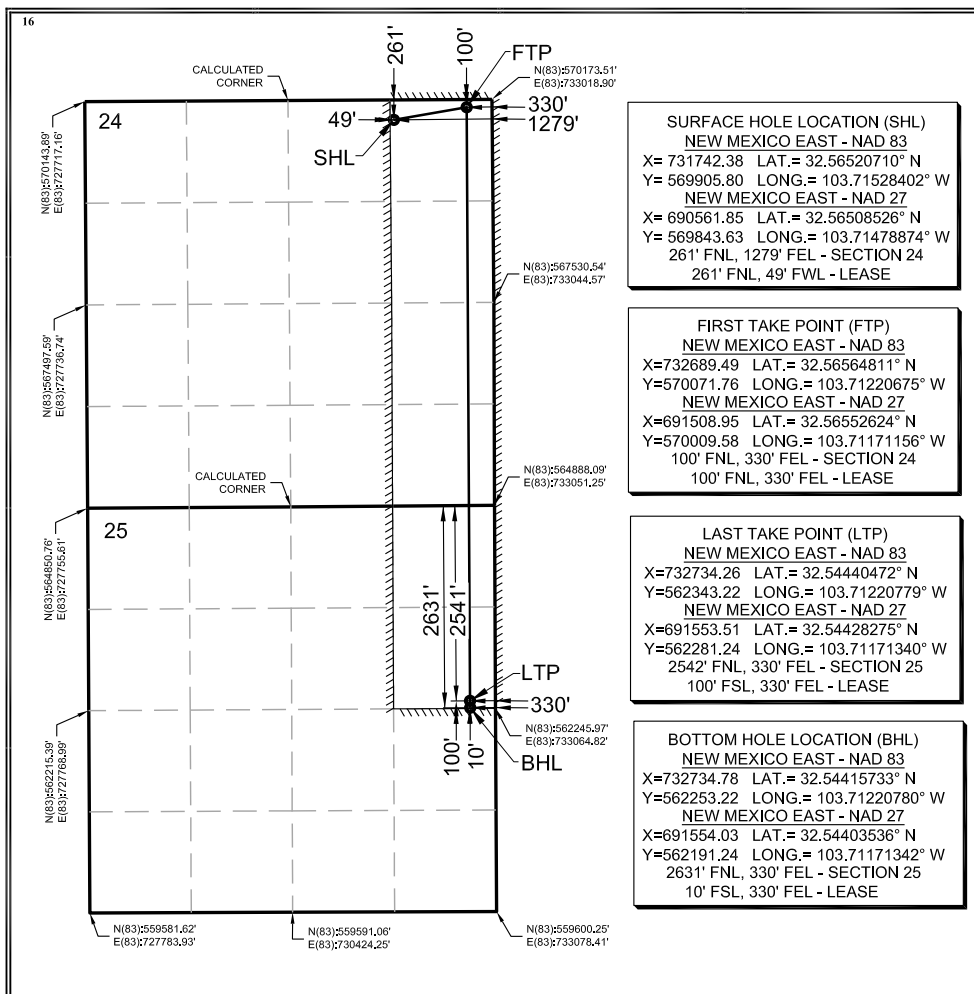 16
261'
100'
FTP
N(83):570173.51'
E(83):733018.90'
CALCULATED
CORNER
330'
1279'
24
49'
SHL
N(83):570143.89'
E(83):727717.16'
N(83):567530.54'
E(83):733044.57'
N(83):567497.59'
E(83):727736.74'
CALCULATED
CORNER
N(83):564888.09'
E(83):733051.25'
25
N(83):564850.76'
E(83):727755.61'
2631'
2541'
LTP
330'
N(83):562245.97'
E(83):733064.82'
100'
10'
BHL
N(83):562215.39'
E(83):727768.99'
N(83):559581.62'
E(83):727783.93'
N(83):559591.06'
E(83):730424.25'
N(83):559600.25'
E(83):733078.41'
SURFACE HOLE LOCATION (SHL)
NEW MEXICO EAST - NAD 83
X= 731742.38 LAT.= 32.56520710° N
Y= 569905.80 LONG.= 103.71528402° W
NEW MEXICO EAST - NAD 27
X= 690561.85 LAT.= 32.56508526° N
Y= 569843.63 LONG.= 103.71478874° W
261' FNL, 1279' FEL - SECTION 24
261' FNL, 49' FWL - LEASE
FIRST TAKE POINT (FTP)
NEW MEXICO EAST - NAD 83
X=732689.49 LAT.= 32.56564811° N
Y=570071.76 LONG.= 103.71220675° W
NEW MEXICO EAST - NAD 27
X=691508.95 LAT.= 32.56552624° N
Y=570009.58 LONG.= 103.71171156° W
100' FNL, 330' FEL - SECTION 24
100' FNL, 330' FEL - LEASE
LAST TAKE POINT (LTP)
NEW MEXICO EAST - NAD 83
X=732734.26 LAT.= 32.54440472° N
Y=562343.22 LONG.= 103.71220779° W
NEW MEXICO EAST - NAD 27
X=691553.51 LAT.= 32.54428275° N
Y=562281.24 LONG.= 103.71171340° W
2542' FNL, 330' FEL - SECTION 25
100' FSL, 330' FEL - LEASE
BOTTOM HOLE LOCATION (BHL)
NEW MEXICO EAST - NAD 83
X=732734.78 LAT.= 32.54415733° N
Y=562253.22 LONG.= 103.71220780° W
NEW MEXICO EAST - NAD 27
X=691554.03 LAT.= 32.54403536° N
Y=562191.24 LONG.= 103.71171342° W
2631' FNL, 330' FEL - SECTION 25
10' FSL, 330' FEL - LEASE